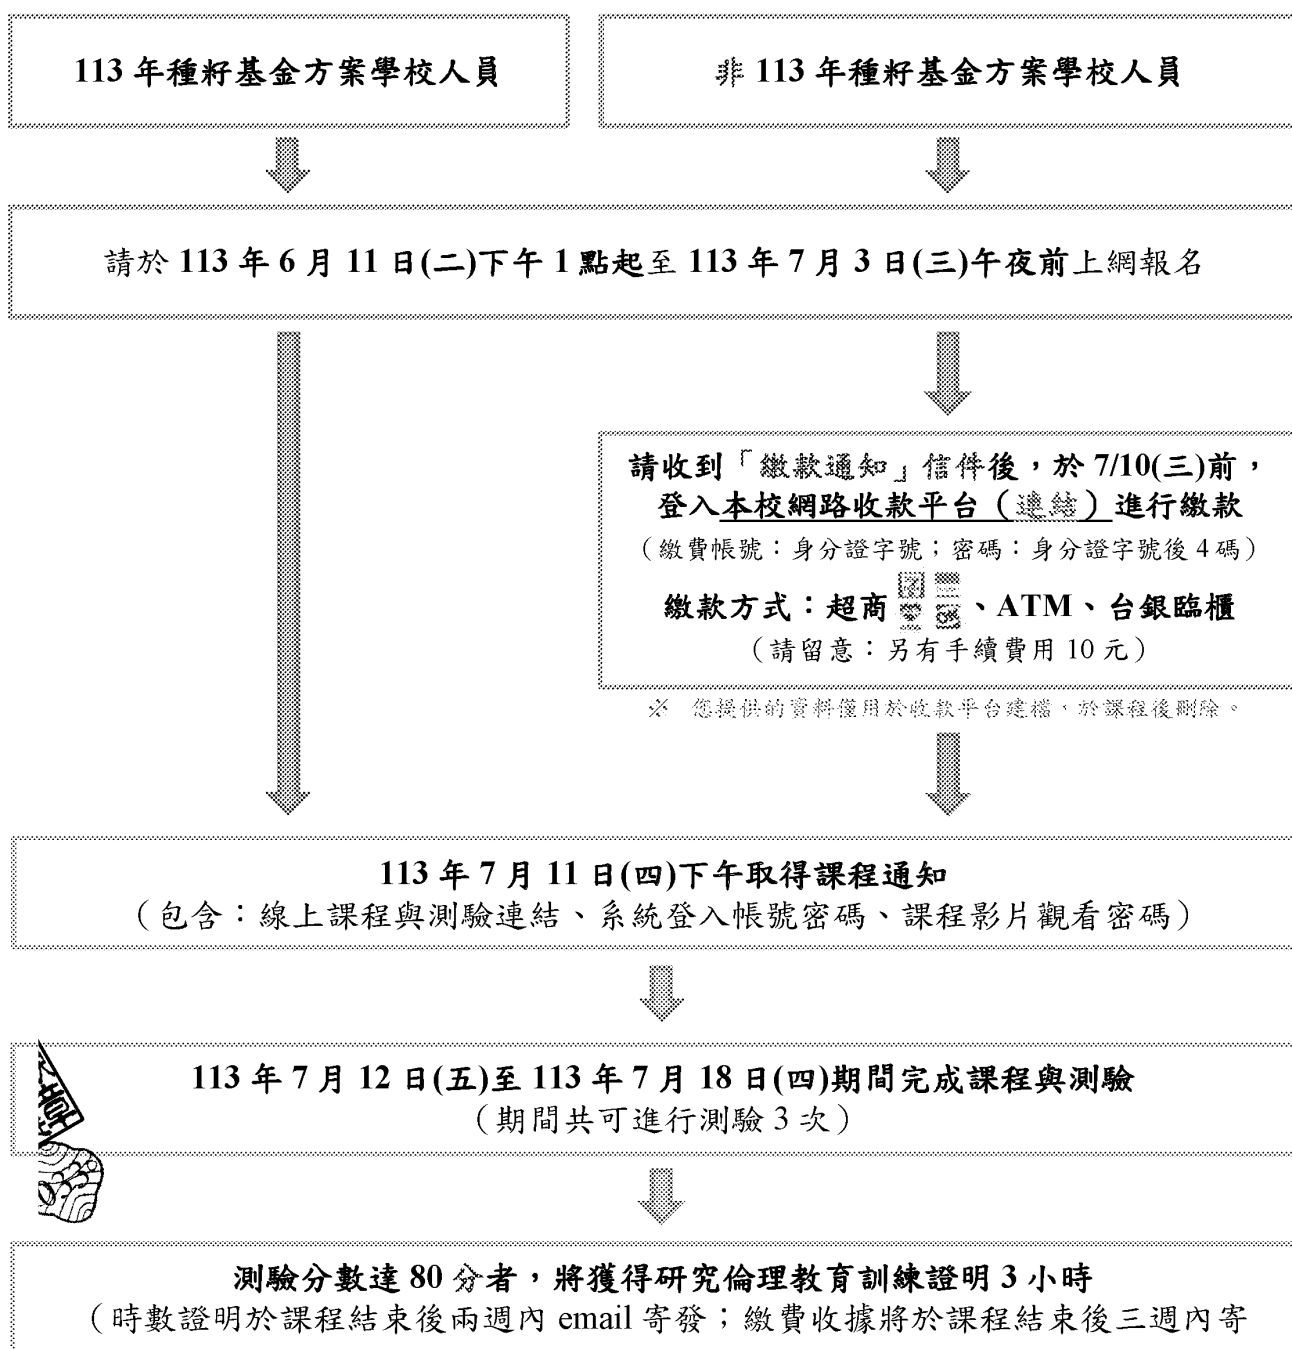 113 年種籽基金方案學校人員
非 113 年種籽基金方案學校人員
請於 113 年 6 月 11 日(二)下午 1 點起至 113 年 7 月 3 日(三)午夜前上網報名
請收到「繳款通知」信件後，於 7/10(三)前，
登入本校網路收款平台（連結）進行繳款
（繳費帳號：身分證字號；密碼：身分證字號後 4 碼）
繳款方式：超商、ATM、台銀臨櫃
（請留意：另有手續費用 10 元）
※ 您提供的資料僅用於收款平台建檔，於課程後刪除。
113 年 7 月 11 日(四)下午取得課程通知
（包含：線上課程與測驗連結、系統登入帳號密碼、課程影片觀看密碼）
113 年 7 月 12 日(五)至 113 年 7 月 18 日(四)期間完成課程與測驗
（期間共可進行測驗 3 次）
章
測驗分數達 80 分者，將獲得研究倫理教育訓練證明 3 小時
（時數證明於課程結束後兩週內 email 寄發；繳費收據將於課程結束後三週內寄